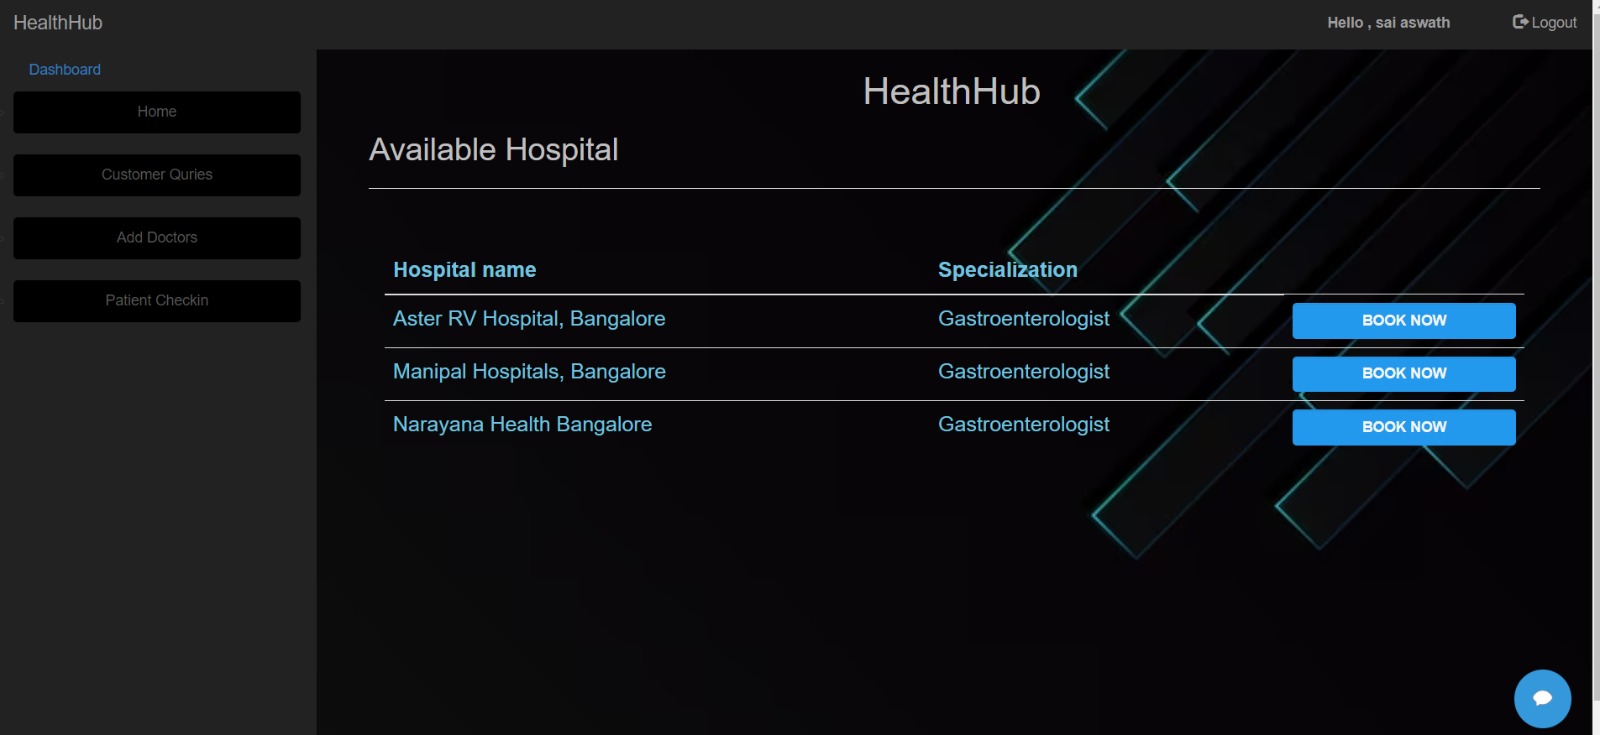 HealthHub
Hello , sai aswath
Logout
Dashboard
Home
Customer Quries
Add Doctors
Patient Checkin
HealthHub
Available Hospital
Hospital name Specialization
Aster RV Hospital, Bangalore Gastroenterologist BOOK NOW
Manipal Hospitals, Bangalore Gastroenterologist BOOK NOW
Narayana Health Bangalore Gastroenterologist BOOK NOW